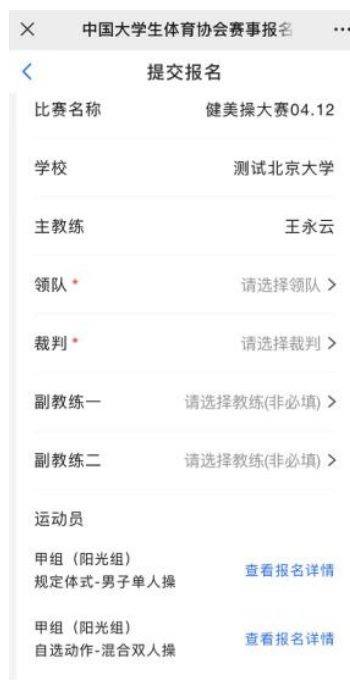 中国大学生体育协会赛事报名
提交报名
比赛名称 健美操大赛04.12
学校 测试北京大学
主教练 王永云
领队 * 请选择领队
裁判 * 请选择裁判
副教练一 请选择教练(非必填)
副教练二 请选择教练(非必填)
运动员
甲组（阳光组）
规定体式-男子单人操 查看报名详情
甲组（阳光组）
自选动作-混合双人操 查看报名详情